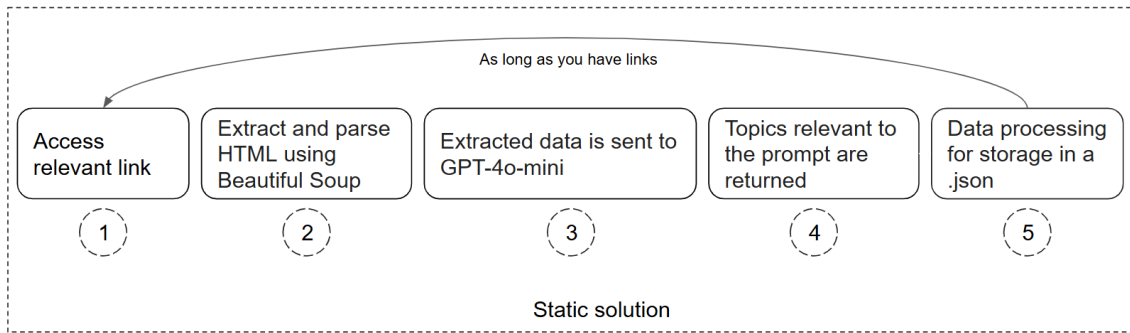 As long as you have links
Access
relevant link
Extract and parse
HTML using
Beautiful Soup
Extracted data is sent to
GPT-4o-mini
Topics relevant to
the prompt are
returned
Data processing
for storage in a
.json
1
2
3
4
5
Static solution